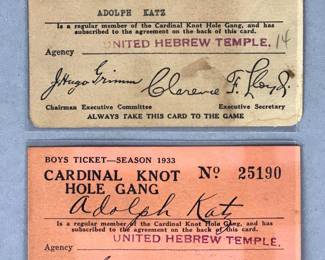 ADOLPH KATZ
Is a regular member of the Cardinal Knot Hole Gang, and has
subscribed to the agreement on the back of this card.
Agency UNITED HEBREW TEMPLE, 14
J. Hugo Grimm Clarence F. Lloyd.
Chairman Executive Committee Executive Secretary
ALWAYS TAKE THIS CARD TO THE GAME
BOYS TICKET—SEASON 1933
CARDINAL KNOT Nº 25190
HOLE GANG
Adolph Katz
Is a regular member of the Cardinal Knot Hole Gang, and has
subscribed to the agreement on the back of this card.
Agency UNITED HEBREW TEMPLE.